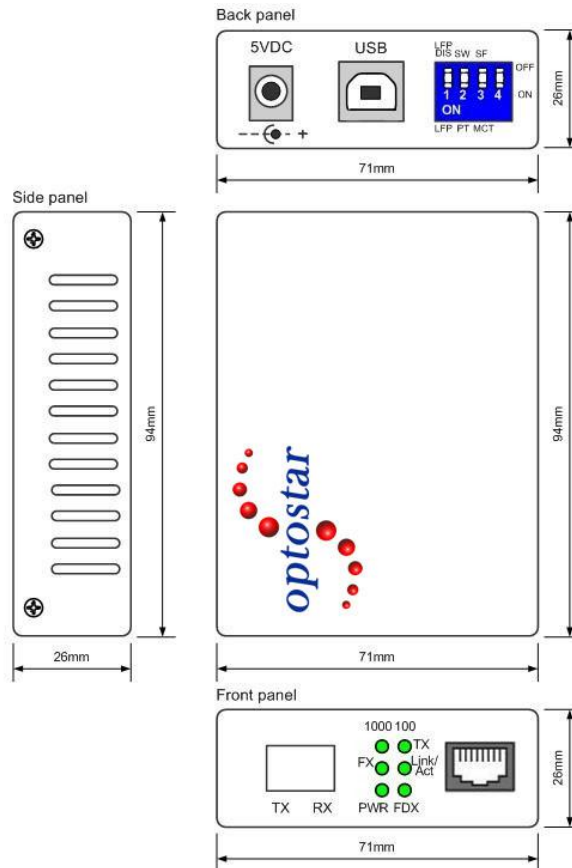 Back panel
5VDC
USB
LFP
DIS SW SF
OFF
1 2 3 4
ON
ON
LFP PT MCT
- +
26mm
71mm
Side panel
94mm
94mm
optostar
26mm
71mm
Front panel
1000 100
TX
FX
Link/
Act
TX RX
PWR FDX
26mm
71mm